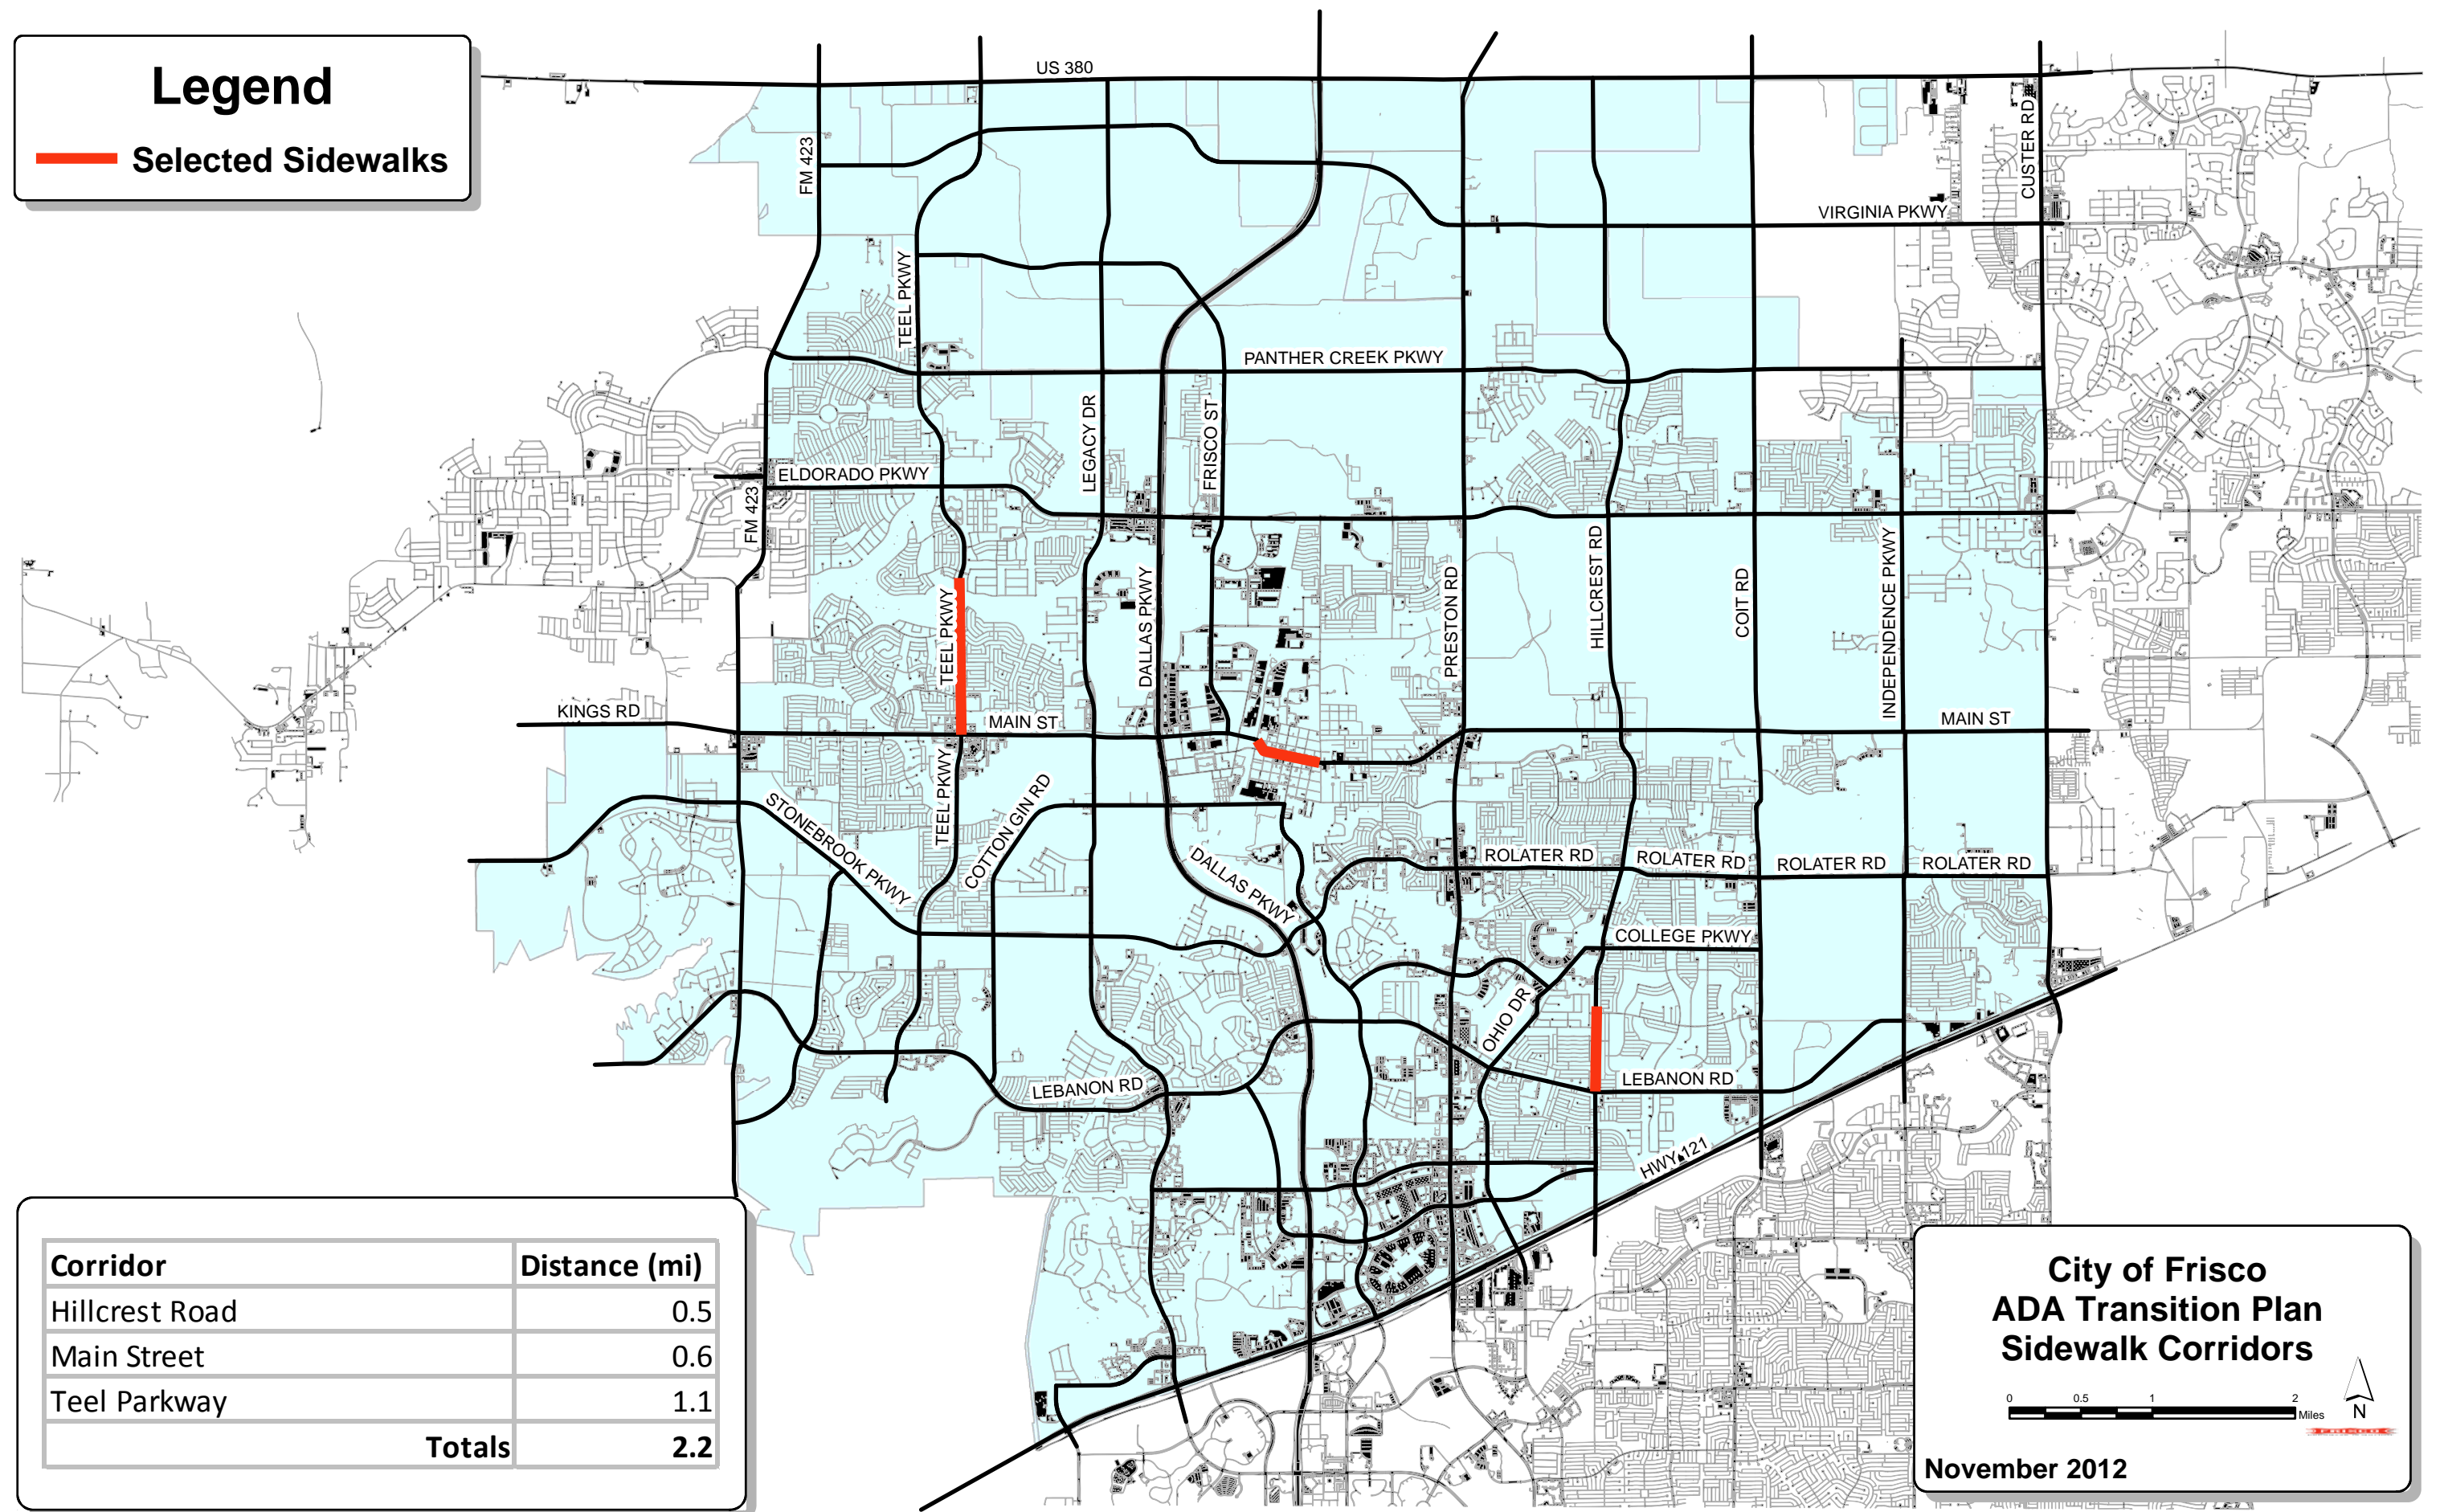 Legend
Selected Sidewalks
US 380
FM 423
CUSTER RD
VIRGINIA PKWY
TEEL PKWY
PANTHER CREEK PKWY
LEGACY DR
FRISCO ST
ELDORADO PKWY
FM 423
DALLAS PKWY
PRESTON RD
HILLCREST RD
COIT RD
INDEPENDENCE PKWY
TEEL PKWY
KINGS RD
MAIN ST
MAIN ST
TEEL PKWY
COTTON GIN RD
STONEBROOK PKWY
DALLAS PKWY
ROLATER RD
ROLATER RD
ROLATER RD
ROLATER RD
COLLEGE PKWY
OHIO DR
LEBANON RD
LEBANON RD
HWY 121
Corridor Distance (mi)
Hillcrest Road 0.5
Main Street 0.6
Teel Parkway 1.1
Totals 2.2
City of Frisco
ADA Transition Plan
Sidewalk Corridors
0 0.5 1 2
Miles
N
November 2012